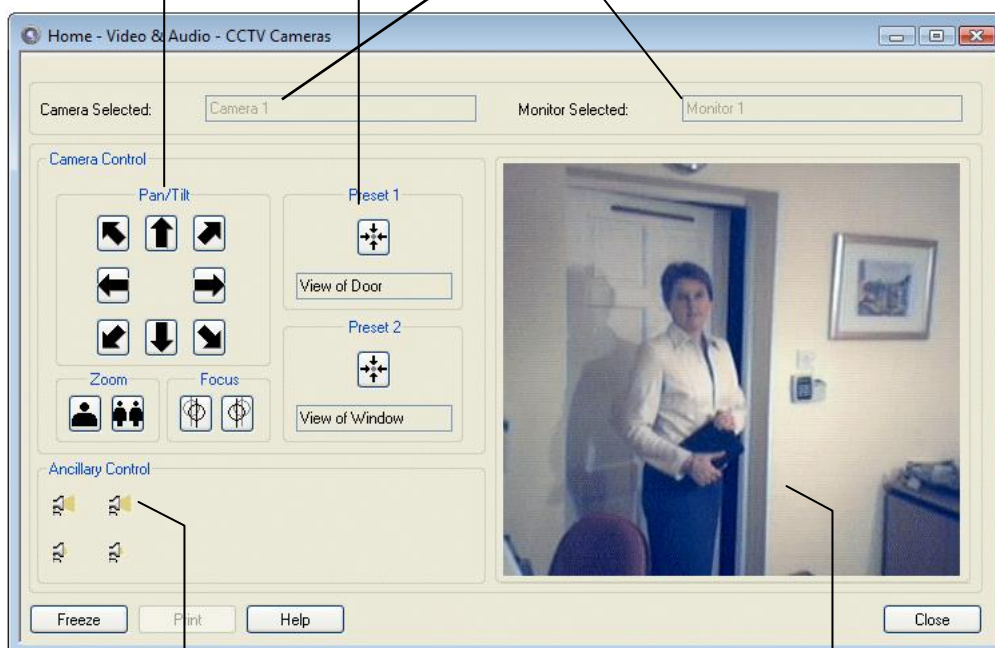 Home - Video & Audio - CCTV Cameras
Camera Selected: Camera 1 Monitor Selected: Monitor 1
Camera Control
Pan/Tilt
Preset 1
View of Door
Preset 2
Zoom Focus
View of Window
Ancillary Control
Freeze Print Help Close